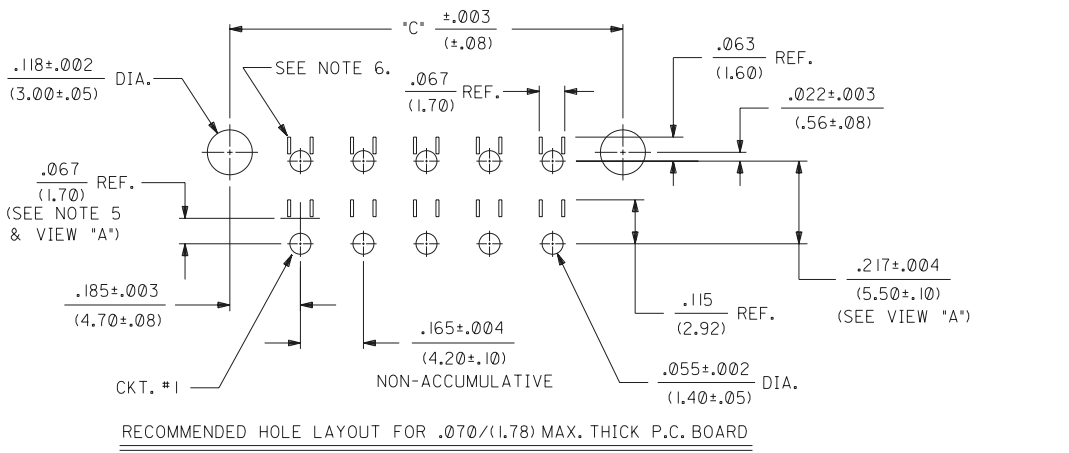 "C" ±.003
(±.08)
.118±.002 DIA.
(3.00±.05)
SEE NOTE 6.
.067 REF.
(1.70)
.063 REF.
(1.60)
.022±.003
(.56±.08)
.067 REF.
(1.70)
(SEE NOTE 5
& VIEW "A")
.185±.003
(4.70±.08)
.165±.004
(4.20±.10)
NON-ACCUMULATIVE
.115 REF.
(2.92)
.217±.004
(5.50±.10)
(SEE VIEW "A")
CKT. #1
.055±.002 DIA.
(1.40±.05)
RECOMMENDED HOLE LAYOUT FOR .070/(1.78) MAX. THICK P.C. BOARD